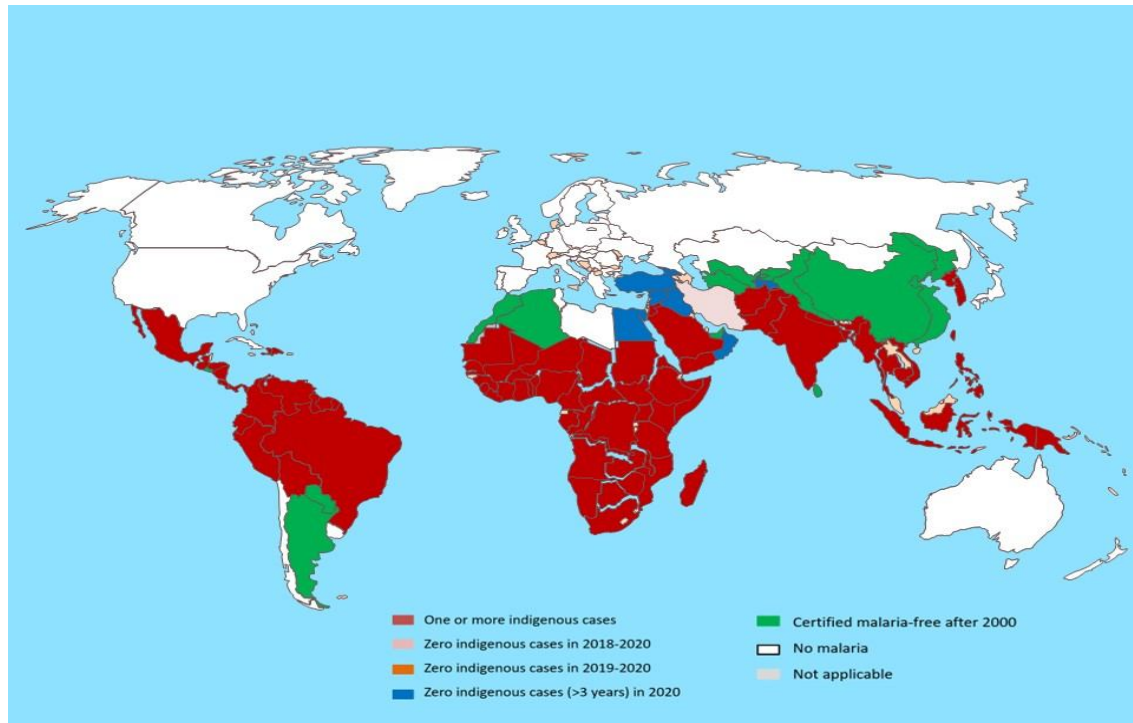 One or more indigenous cases
Zero indigenous cases in 2018-2020
Zero indigenous cases in 2019-2020
Zero indigenous cases (>3 years) in 2020
Certified malaria-free after 2000
No malaria
Not applicable